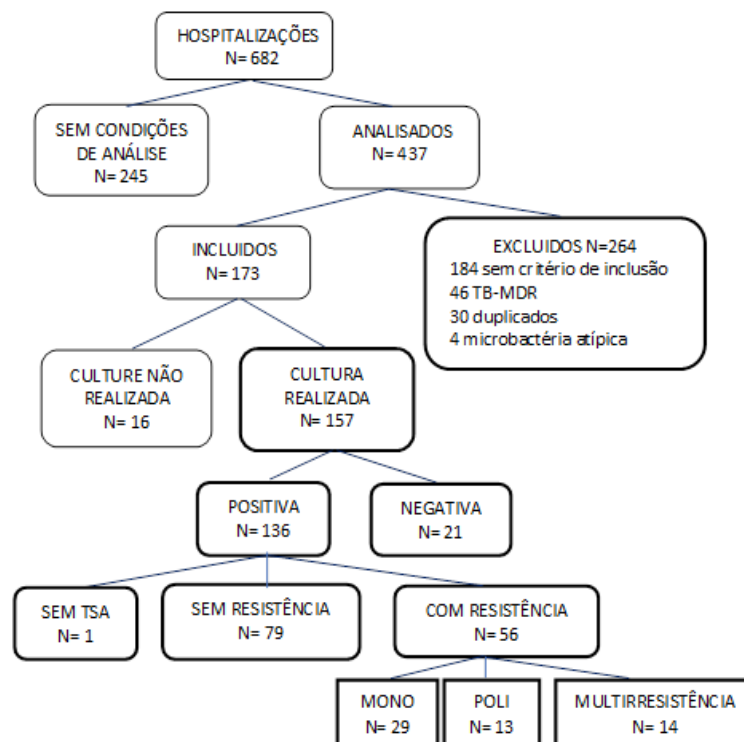 HOSPITALIZAÇÕES
N= 682
SEM CONDIÇÕES
DE ANÁLISE
N= 245
ANALISADOS
N= 437
INCLUIDOS
N= 173
EXCLUIDOS N=264
184 sem critério de inclusão
46 TB-MDR
30 duplicados
4 microbactéria atípica
CULTURE NÃO
REALIZADA
N= 16
CULTURA
REALIZADA
N= 157
POSITIVA
N= 136
NEGATIVA
N= 21
SEM TSA
N= 1
SEM RESISTÊNCIA
N= 79
COM RESISTÊNCIA
N= 56
MONO
N= 29
POLI
N= 13
MULTIRRESISTÊNCIA
N= 14